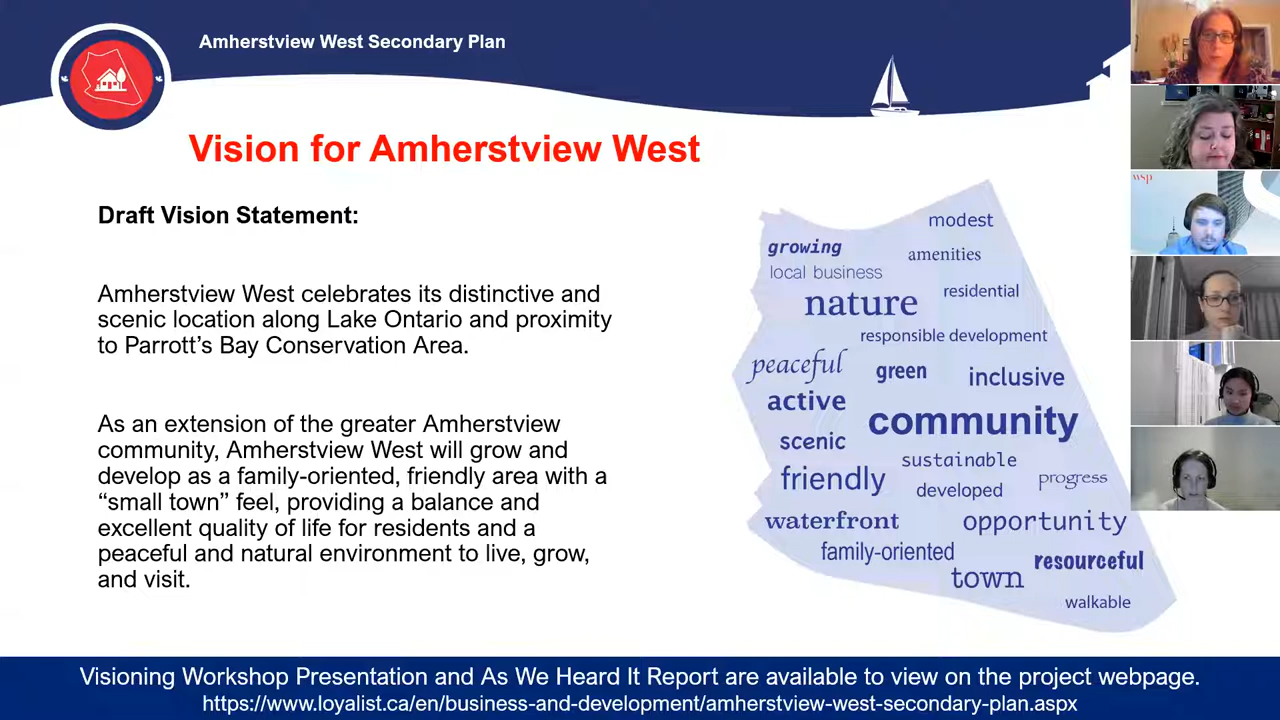 Amherstview West Secondary Plan
Vision for Amherstview West
Draft Vision Statement:
Amherstview West celebrates its distinctive and
scenic location along Lake Ontario and proximity
to Parrott’s Bay Conservation Area.
As an extension of the greater Amherstview
community, Amherstview West will grow and
develop as a family-oriented, friendly area with a
“small town” feel, providing a balance and
excellent quality of life for residents and a
peaceful and natural environment to live, grow,
and visit.
modest
growing
amenities
local business
nature
residential
responsible development
peaceful
green
inclusive
active
community
scenic
sustainable
friendly
developed
progress
waterfront
opportunity
family-oriented
resourceful
town
walkable
wsp
Visioning Workshop Presentation and As We Heard It Report are available to view on the project webpage.
https://www.loyalist.ca/en/business-and-development/amherstview-west-secondary-plan.aspx